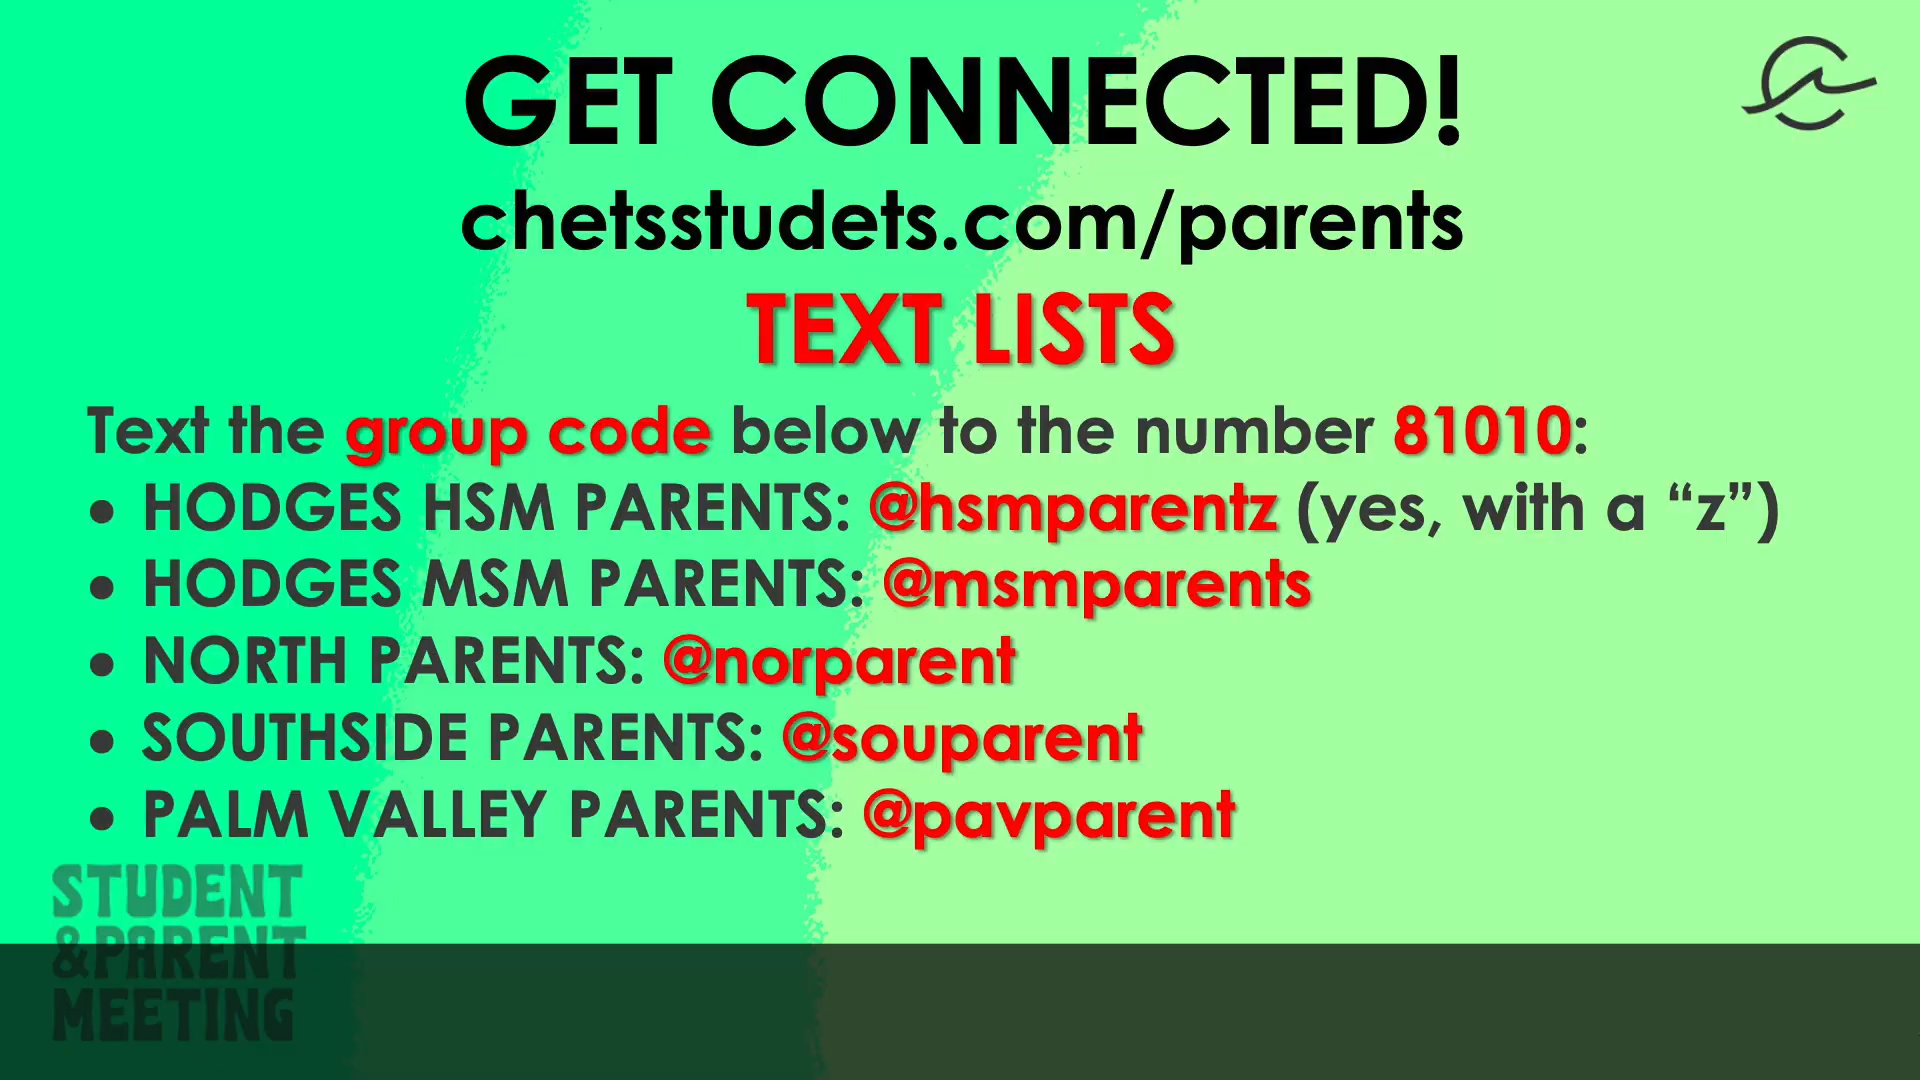 GET CONNECTED!
chetsstudets.com/parents
TEXT LISTS
Text the group code below to the number 81010:
• HODGES HSM PARENTS: @hsmparentz (yes, with a “z”)
• HODGES MSM PARENTS: @msmparents
• NORTH PARENTS: @norparent
• SOUTHSIDE PARENTS: @souparent
• PALM VALLEY PARENTS: @pavparent
STUDENT
&PARENT
MEETING